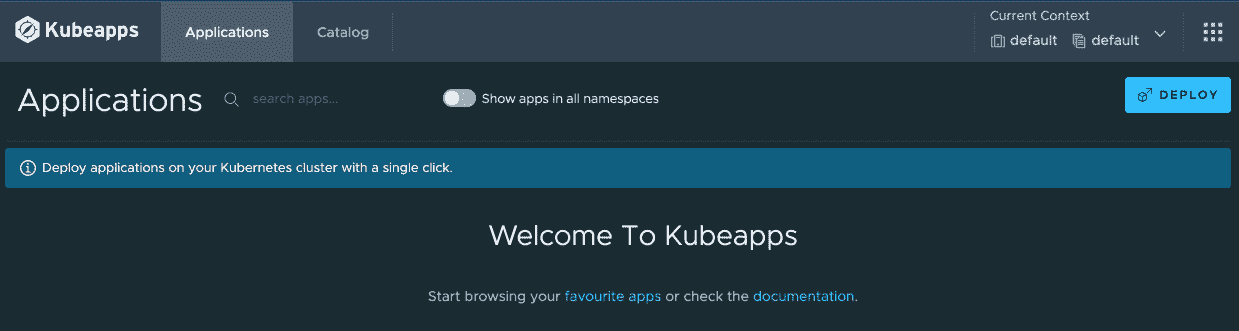 Kubeapps
Applications
Catalog
Current Context
default default
Applications
search apps...
Show apps in all namespaces
DEPLOY
Deploy applications on your Kubernetes cluster with a single click.
Welcome To Kubeapps
Start browsing your favourite apps or check the documentation.